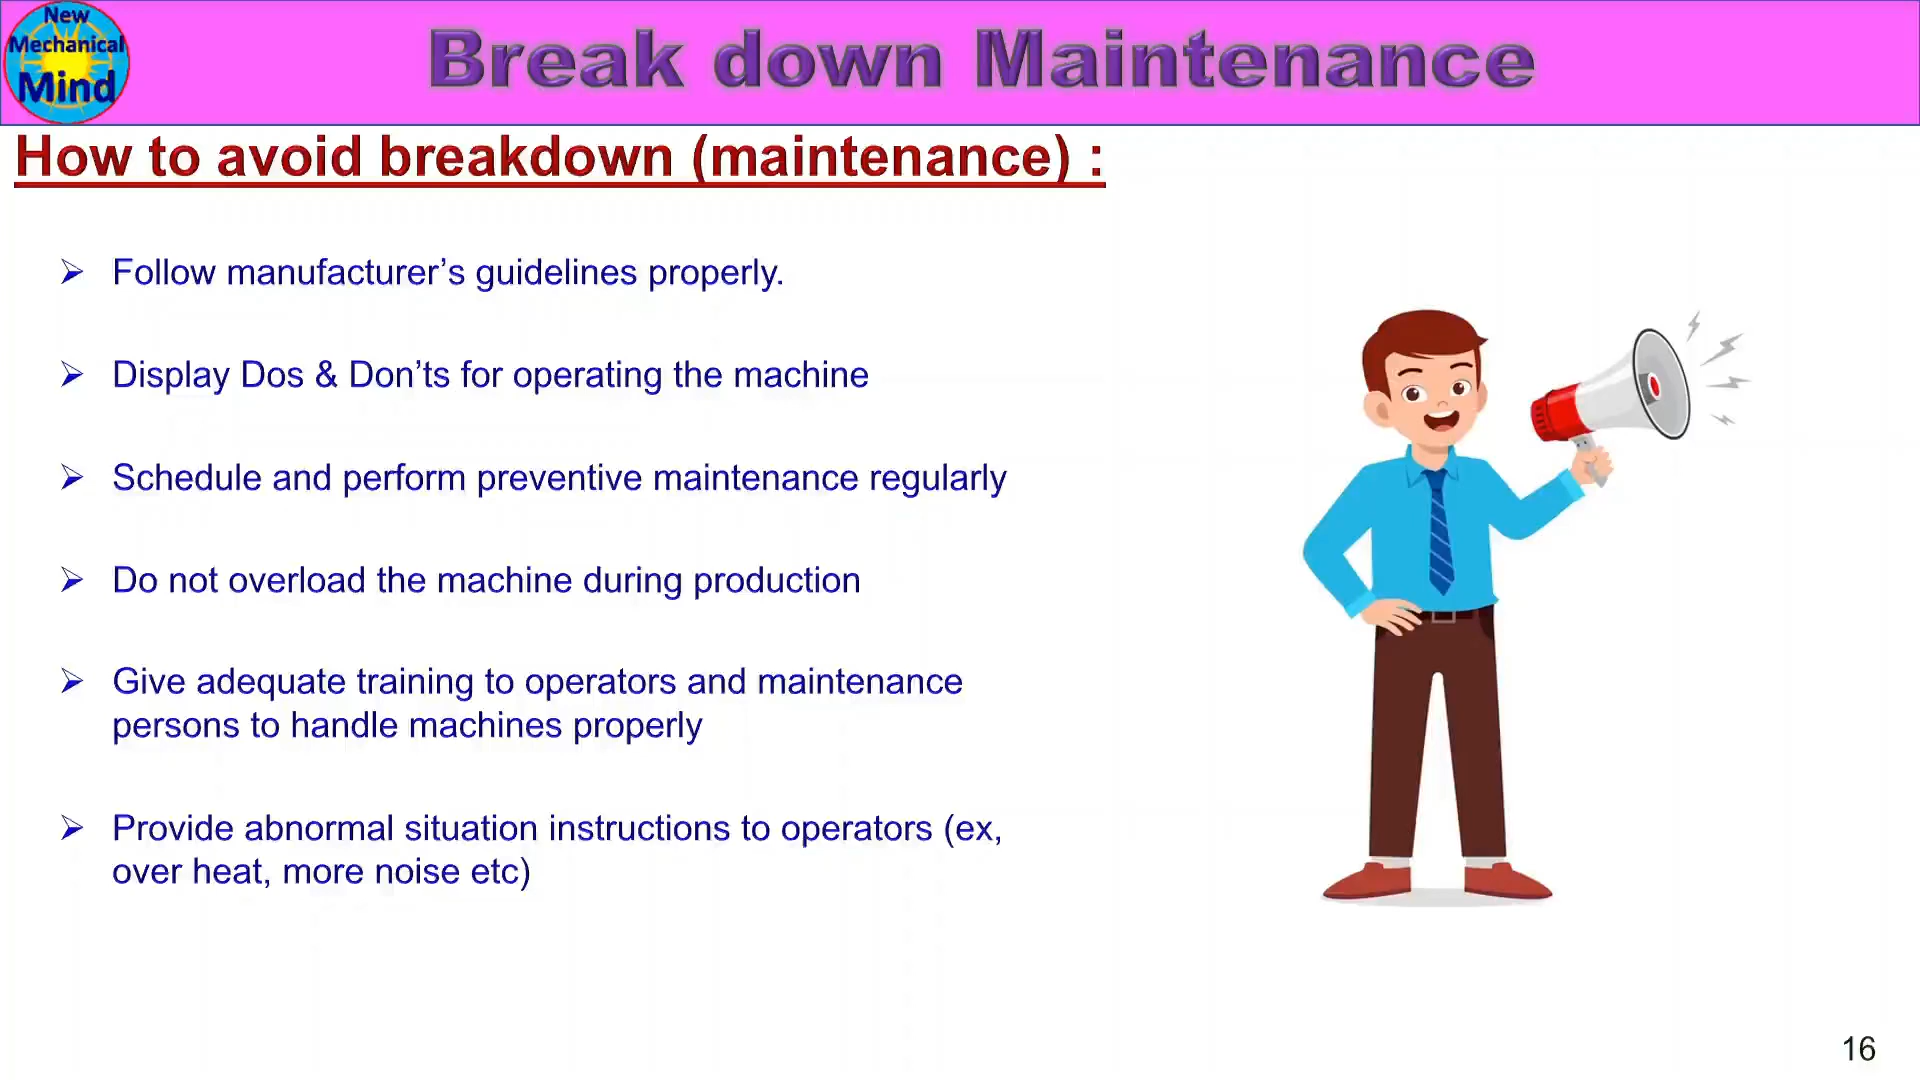 New
Mechanical
Mind
Break down Maintenance
How to avoid breakdown (maintenance) :
➢ Follow manufacturer’s guidelines properly.
➢ Display Dos & Don’ts for operating the machine
➢ Schedule and perform preventive maintenance regularly
➢ Do not overload the machine during production
➢ Give adequate training to operators and maintenance
persons to handle machines properly
➢ Provide abnormal situation instructions to operators (ex,
over heat, more noise etc)
16